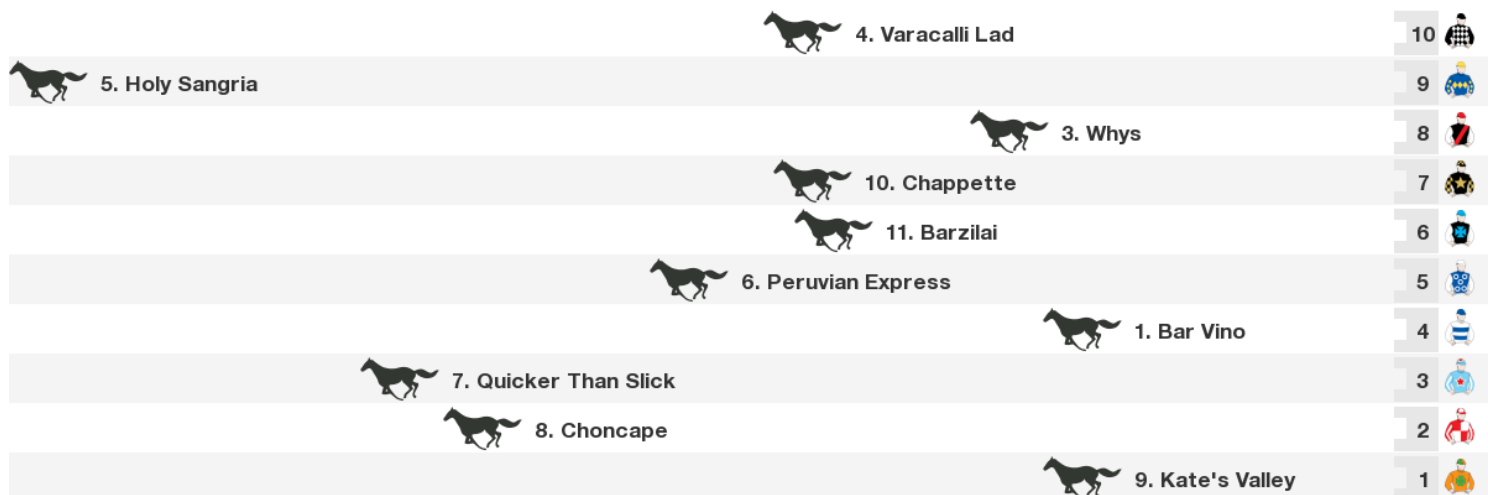 4. Varacalli Lad 10
5. Holy Sangria 9
3. Whys 8
10. Chappette 7
11. Barzilai 6
6. Peruvian Express 5
1. Bar Vino 4
7. Quicker Than Slick 3
8. Choncape 2
9. Kate's Valley 1